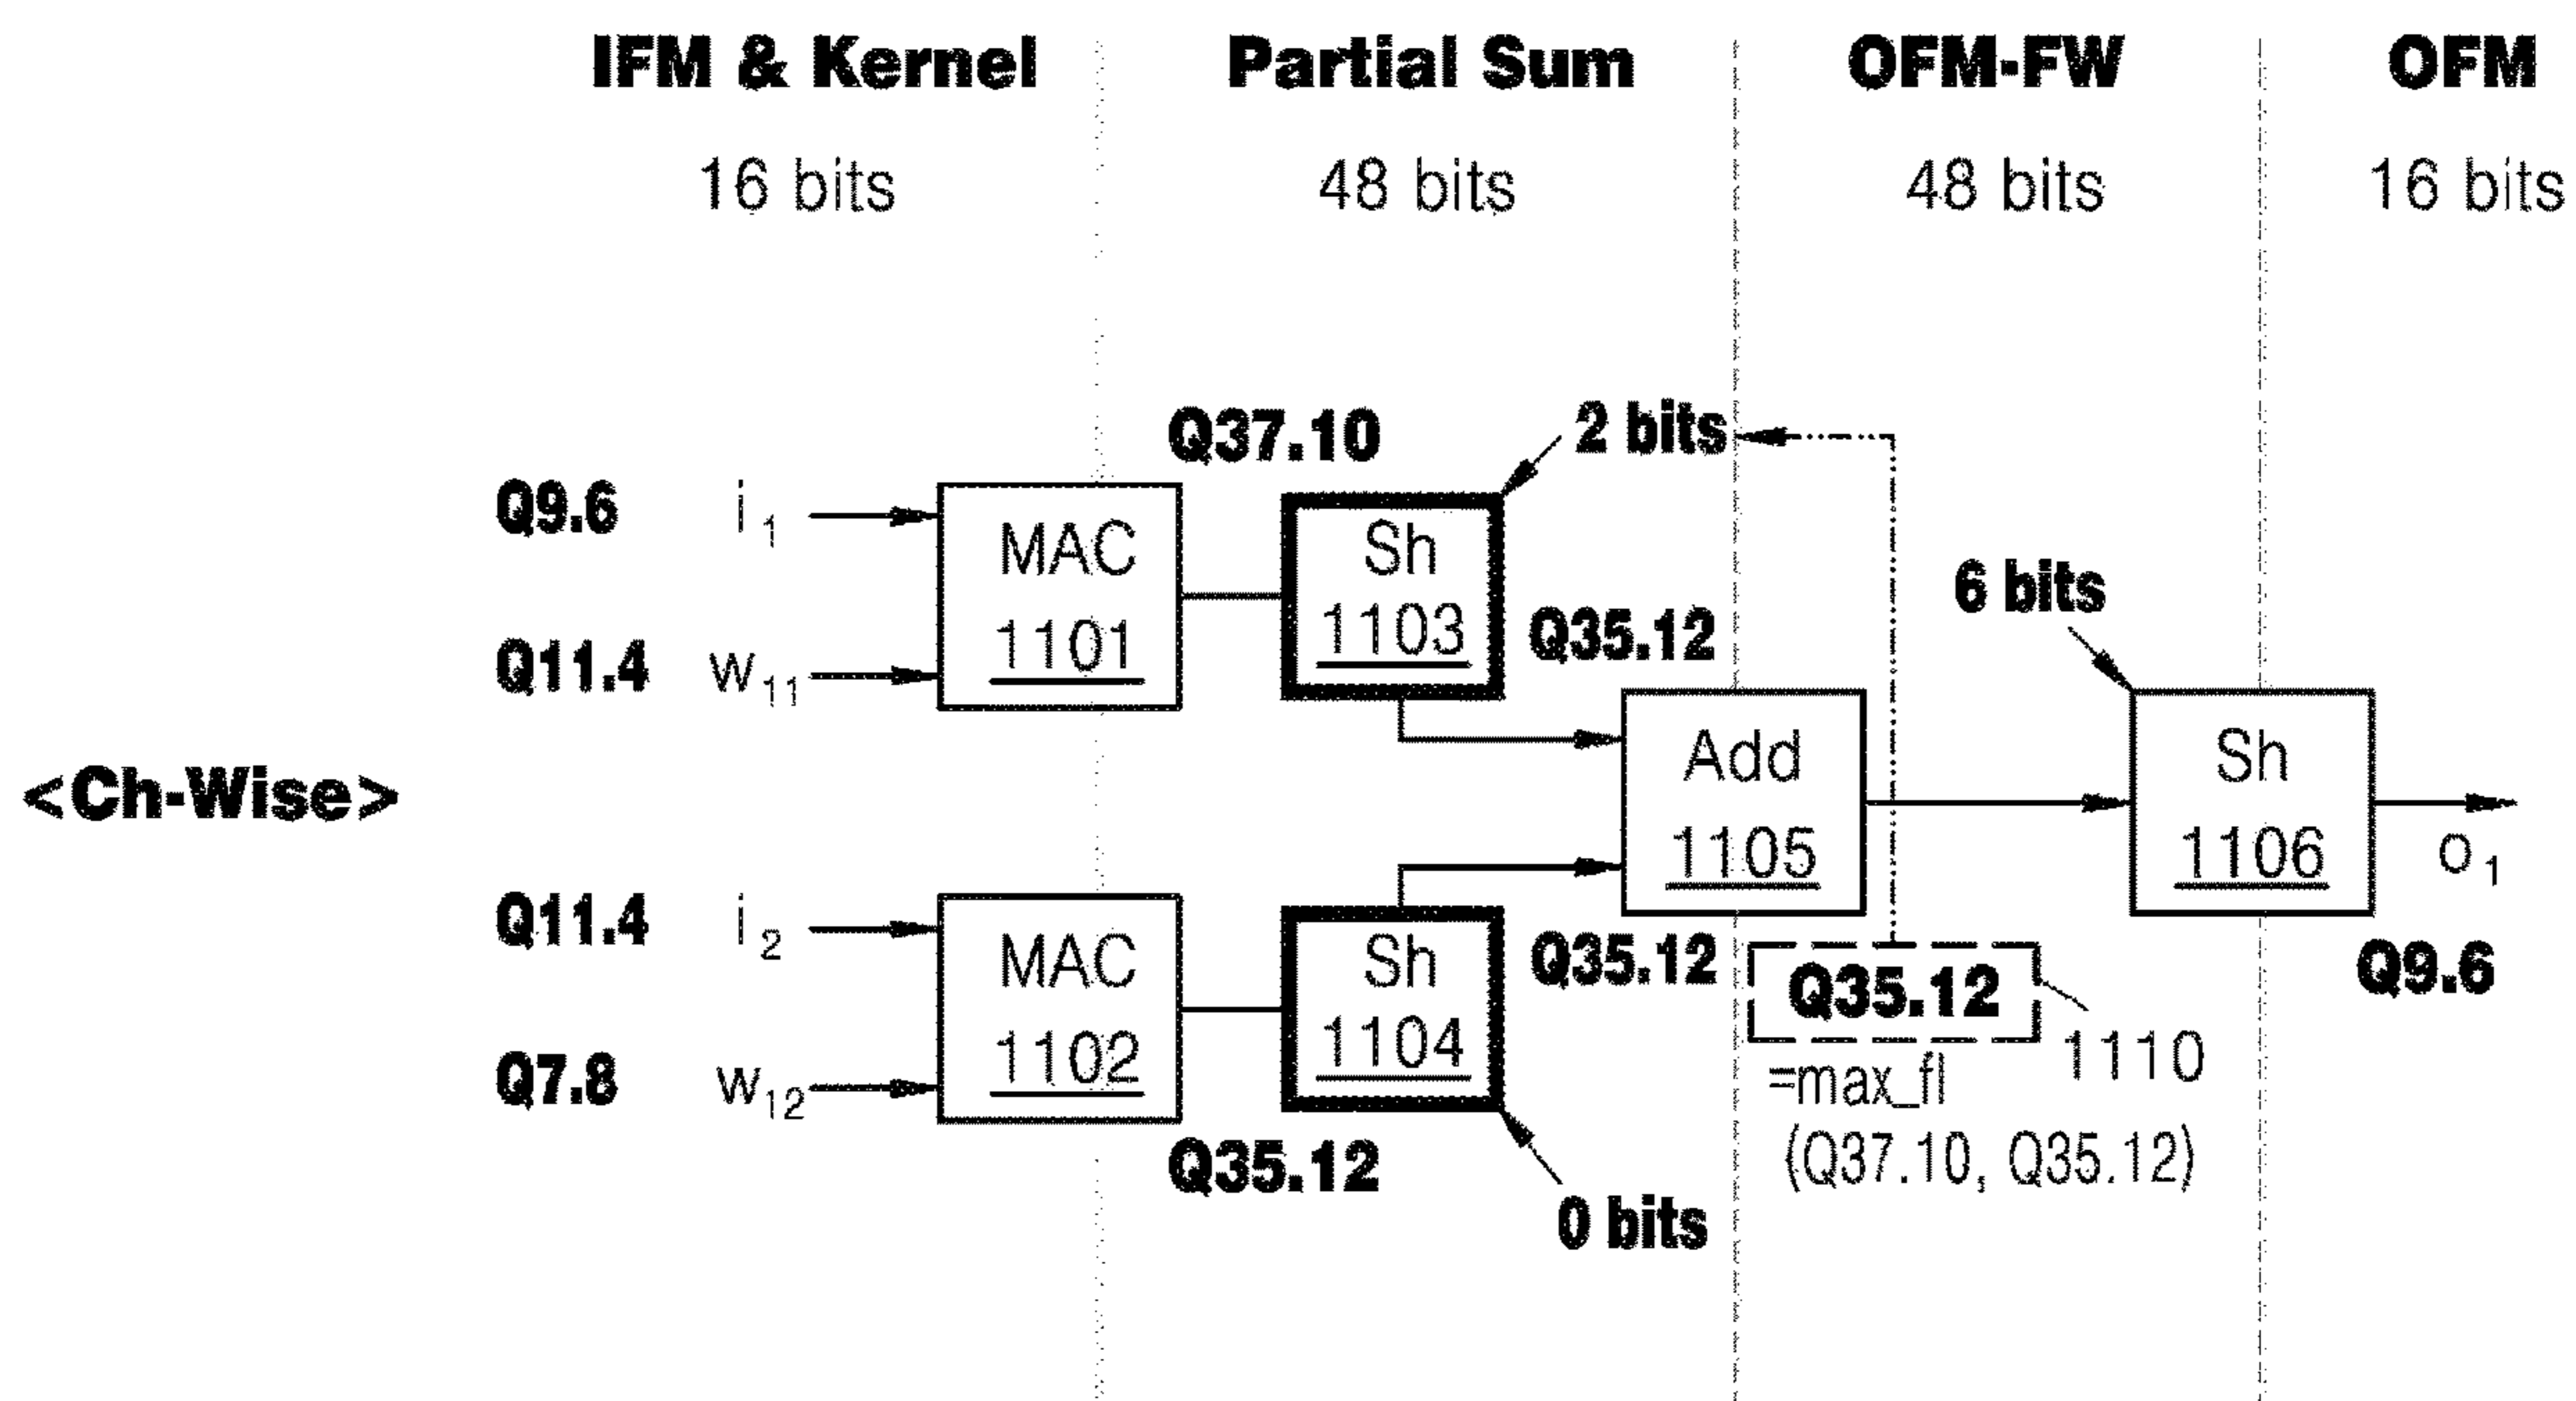 IFM & Kernel
Partial Sum
OFM-FW
OFM
16 bits
48 bits
48 bits
16 bits
Q37.10
2 bits
Q9.6
i1
MAC
1101
Sh
1103
Q11.4
w11
Q35.12
6 bits
<Ch-Wise>
Add
1105
Sh
1106
o1
Q9.6
Q11.4
i2
MAC
1102
Sh
1104
Q35.12
Q35.12
1110
Q7.8
w12
=max_fl
(Q37.10, Q35.12)
Q35.12
0 bits